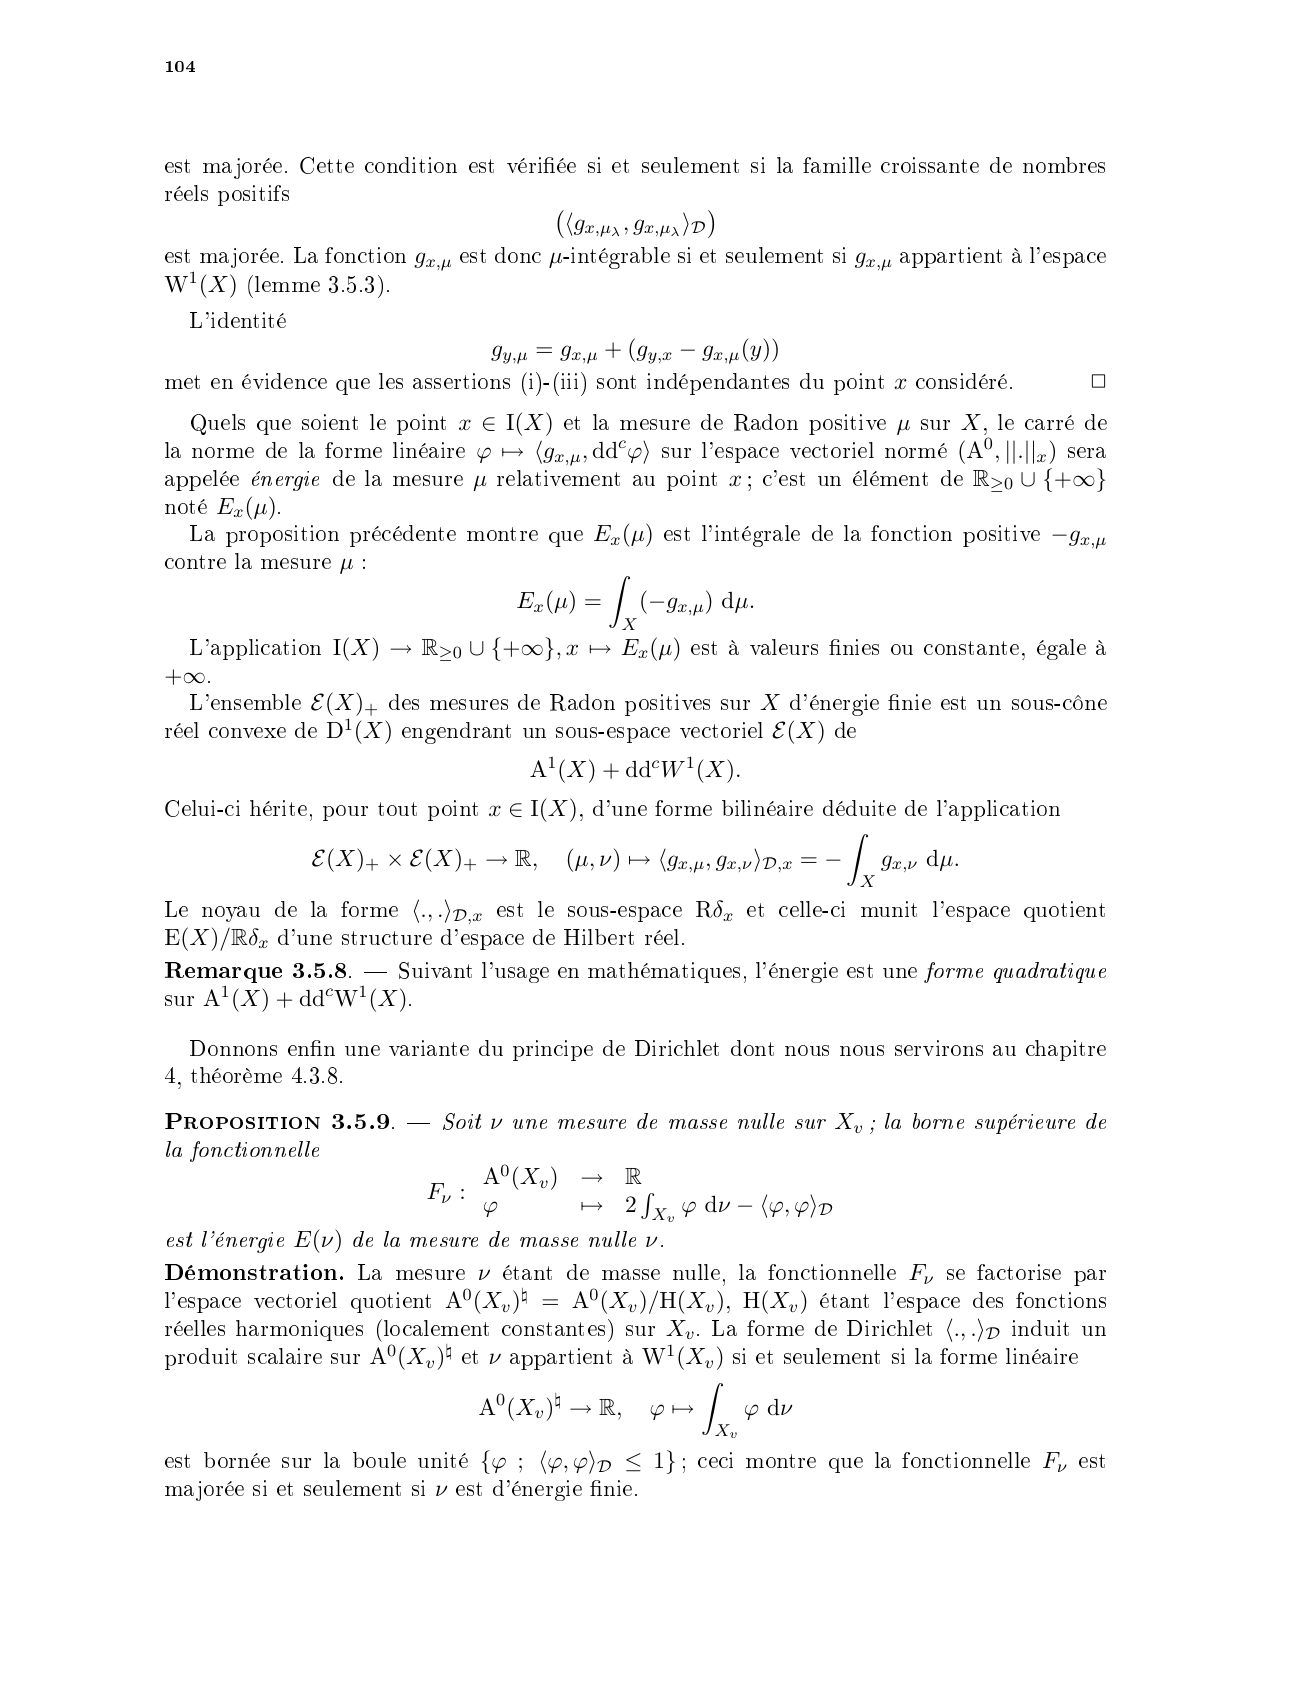 104
est majorée. Cette condition est vérifiée si et seulement si la famille croissante de nombres
réels positifs
(⟨g_{x,μ_λ}, g_{x,μ_λ}⟩_𝒟)
est majorée. La fonction g_{x,μ} est donc μ-intégrable si et seulement si g_{x,μ} appartient à l'espace
W¹(X) (lemme 3.5.3).
L'identité
g_{y,μ} = g_{x,μ} + (g_{y,x} − g_{x,μ}(y))
met en évidence que les assertions (i)-(iii) sont indépendantes du point x considéré. □
Quels que soient le point x ∈ I(X) et la mesure de Radon positive μ sur X, le carré de
la norme de la forme linéaire φ ↦ ⟨g_{x,μ}, dd^cφ⟩ sur l'espace vectoriel normé (A⁰, ||.||_x) sera
appelée énergie de la mesure μ relativement au point x ; c'est un élément de ℝ_{≥0} ∪ {+∞}
noté E_x(μ).
La proposition précédente montre que E_x(μ) est l'intégrale de la fonction positive −g_{x,μ}
contre la mesure μ :
E_x(μ) = ∫_X (−g_{x,μ}) dμ.
L'application I(X) → ℝ_{≥0} ∪ {+∞}, x ↦ E_x(μ) est à valeurs finies ou constante, égale à
+∞.
L'ensemble ℰ(X)₊ des mesures de Radon positives sur X d'énergie finie est un sous-cône
réel convexe de D¹(X) engendrant un sous-espace vectoriel ℰ(X) de
A¹(X) + dd^cW¹(X).
Celui-ci hérite, pour tout point x ∈ I(X), d'une forme bilinéaire déduite de l'application
ℰ(X)₊ × ℰ(X)₊ → ℝ, (μ, ν) ↦ ⟨g_{x,μ}, g_{x,ν}⟩_{𝒟,x} = − ∫_X g_{x,ν} dμ.
Le noyau de la forme ⟨., .⟩_{𝒟,x} est le sous-espace Rδ_x et celle-ci munit l'espace quotient
E(X)/ℝδ_x d'une structure d'espace de Hilbert réel.
Remarque 3.5.8. — Suivant l'usage en mathématiques, l'énergie est une forme quadratique
sur A¹(X) + dd^cW¹(X).
Donnons enfin une variante du principe de Dirichlet dont nous nous servirons au chapitre
4, théorème 4.3.8.
Proposition 3.5.9. — Soit ν une mesure de masse nulle sur X_v ; la borne supérieure de
la fonctionnelle
F_ν : A⁰(X_v) → ℝ
φ ↦ 2 ∫_{X_v} φ dν − ⟨φ, φ⟩_𝒟
est l'énergie E(ν) de la mesure de masse nulle ν.
Démonstration. La mesure ν étant de masse nulle, la fonctionnelle F_ν se factorise par
l'espace vectoriel quotient A⁰(X_v)^♮ = A⁰(X_v)/H(X_v), H(X_v) étant l'espace des fonctions
réelles harmoniques (localement constantes) sur X_v. La forme de Dirichlet ⟨., .⟩_𝒟 induit un
produit scalaire sur A⁰(X_v)^♮ et ν appartient à W¹(X_v) si et seulement si la forme linéaire
A⁰(X_v)^♮ → ℝ, φ ↦ ∫_{X_v} φ dν
est bornée sur la boule unité {φ ; ⟨φ, φ⟩_𝒟 ≤ 1} ; ceci montre que la fonctionnelle F_ν est
majorée si et seulement si ν est d'énergie finie.